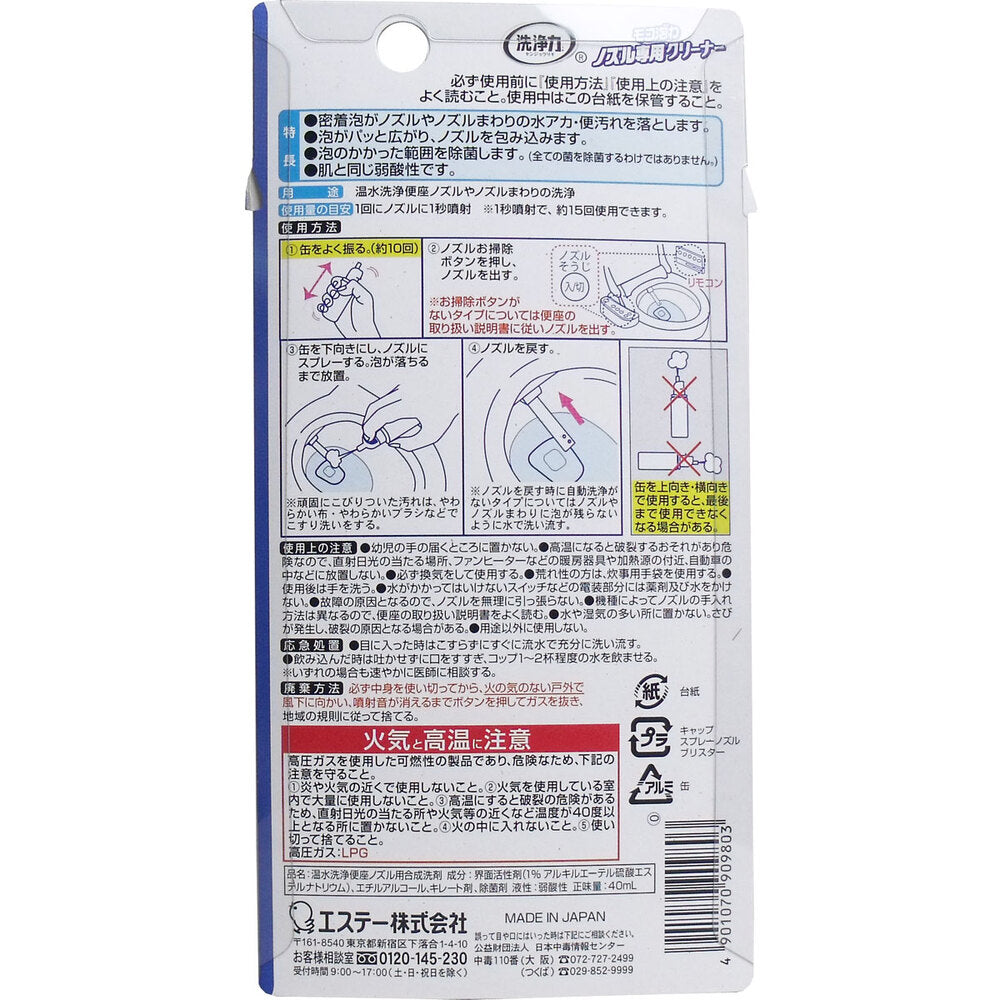 洗浄力
センジョウリキ
®
モコ泡わ
ノズル専用クリーナー
必ず使用前に『使用方法』『使用上の注意』を
よく読むこと。使用中はこの台紙を保管すること。
特長
●密着泡がノズルやノズルまわりの水アカ・便汚れを落とします。
●泡がパッと広がり、ノズルを包み込みます。
●泡のかかった範囲を除菌します。(全ての菌を除菌するわけではありません。)
●肌と同じ弱酸性です。
用途 温水洗浄便座ノズルやノズルまわりの洗浄
使用量の目安 1回にノズルに1秒噴射 ※1秒噴射で、約15回使用できます。
使用方法
①缶をよく振る。(約10回)
②ノズルお掃除
ボタンを押し、
ノズルを出す。
ノズル
そうじ
入/切
リモコン
※お掃除ボタンが
ないタイプについては便座の
取り扱い説明書に従いノズルを出す。
③缶を下向きにし、ノズルに
スプレーする。泡が落ちる
まで放置。
※頑固にこびりついた汚れは、やわ
らかい布・やわらかいブラシなどで
こすり洗いをする。
④ノズルを戻す。
※ノズルを戻す時に自動洗浄が
ないタイプについてはノズルや
ノズルまわりに泡が残らない
ように水で洗い流す。
缶を上向き・横向き
で使用すると、最後
まで使用できなく
なる場合がある。
使用上の注意 ●幼児の手の届くところに置かない。●高温になると破裂するおそれがあり危
険なので、直射日光の当たる場所、ファンヒーターなどの暖房器具や加熱源の付近、自動車の
中などに放置しない。●必ず換気をして使用する。●荒れ性の方は、炊事用手袋を使用する。●
使用後は手を洗う。●水がかかってはいけないスイッチなどの電装部分には薬剤及び水をかけ
ない。●故障の原因となるので、ノズルを無理に引っ張らない。●機種によってノズルの手入れ
方法は異なるので、便座の取り扱い説明書をよく読む。●水や湿気の多い所に置かない。さび
が発生し、破裂の原因となる場合がある。●用途以外に使用しない。
応急処置 ●目に入った時はこすらずにすぐに流水で充分に洗い流す。
●飲み込んだ時は吐かせずに口をすすぎ、コップ1〜2杯程度の水を飲ませる。
※いずれの場合も速やかに医師に相談する。
廃棄方法 必ず中身を使い切ってから、火の気のない戸外で
風下に向かい、噴射音が消えるまでボタンを押してガスを抜き、
地域の規則に従って捨てる。
火気と高温に注意
高圧ガスを使用した可燃性の製品であり、危険なため、下記の
注意を守ること。
①炎や火気の近くで使用しないこと。②火気を使用している室
内で大量に使用しないこと。③高温にすると破裂の危険がある
ため、直射日光の当たる所や火気等の近くなど温度が40度以
上となる所に置かないこと。④火の中に入れないこと。⑤使い
切って捨てること。
高圧ガス:LPG
紙 台紙
プラ キャップ
スプレーノズル
ブリスター
アルミ 缶
品名:温水洗浄便座ノズル用合成洗剤 成分:界面活性剤(1% アルキルエーテル硫酸エス
テルナトリウム)、エチルアルコール、キレート剤、除菌剤 液性:弱酸性 正味量:40mL
エステー株式会社
〒161-8540 東京都新宿区下落合1-4-10
お客様相談室 0120-145-230
受付時間 9:00〜17:00(土・日・祝日を除く)
MADE IN JAPAN
誤って目や口にはいった時は下記にご相談ください。
公益財団法人 日本中毒情報センター
中毒110番(大阪) ☎072-727-2499
(つくば) ☎029-852-9999
4 901070 909803